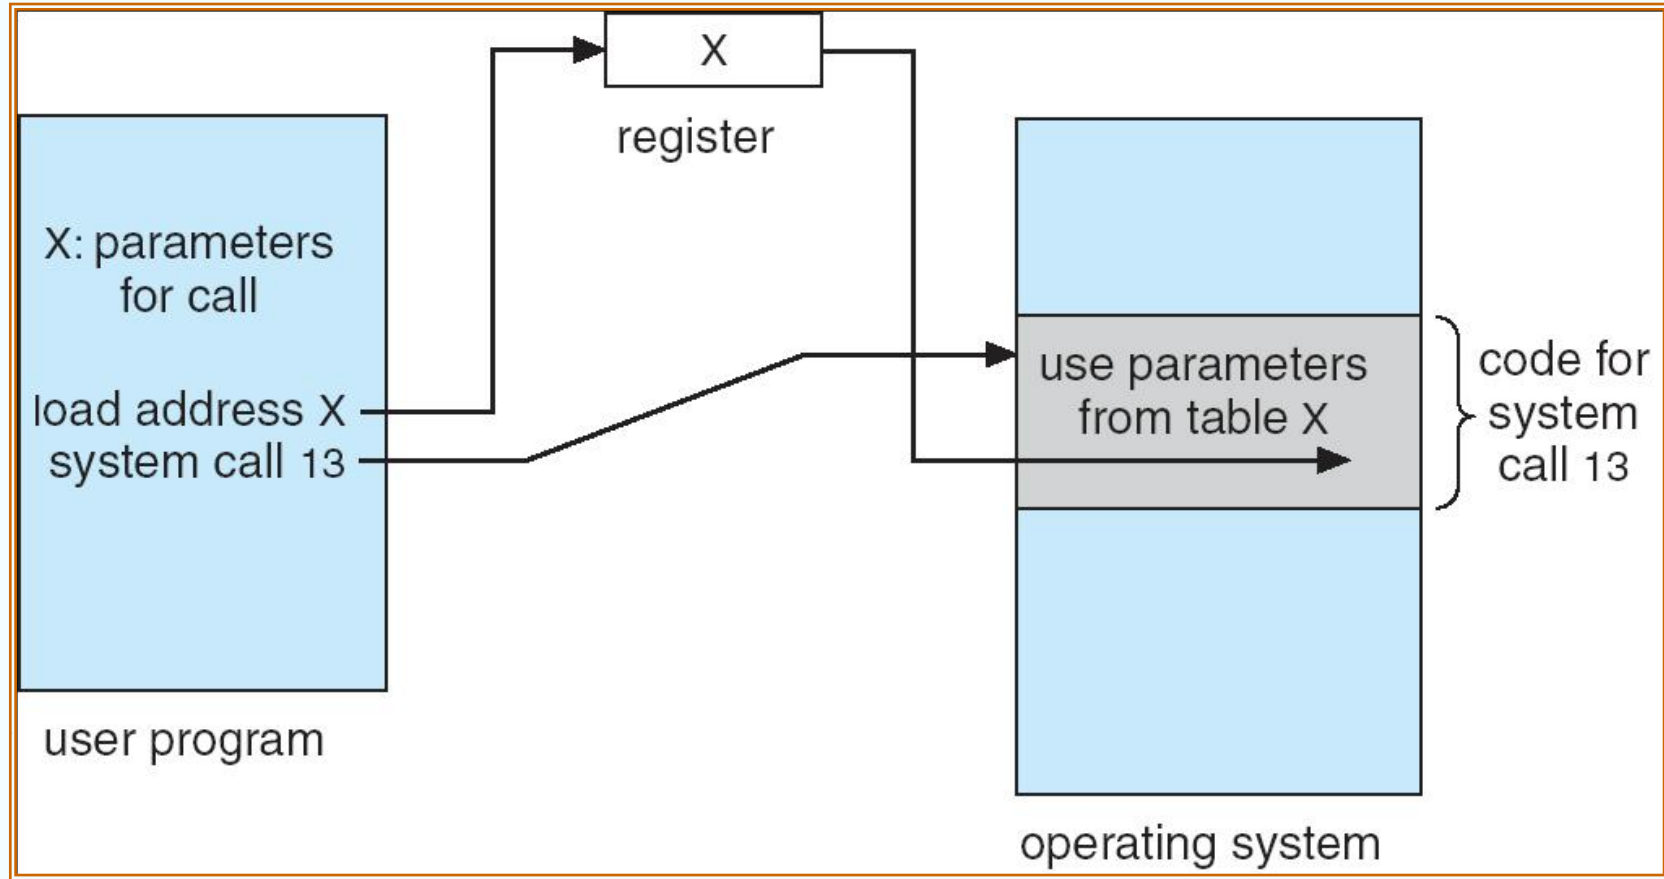 X
register
X: parameters
for call
load address X
system call 13
user program
use parameters
from table X
code for
system
call 13
operating system